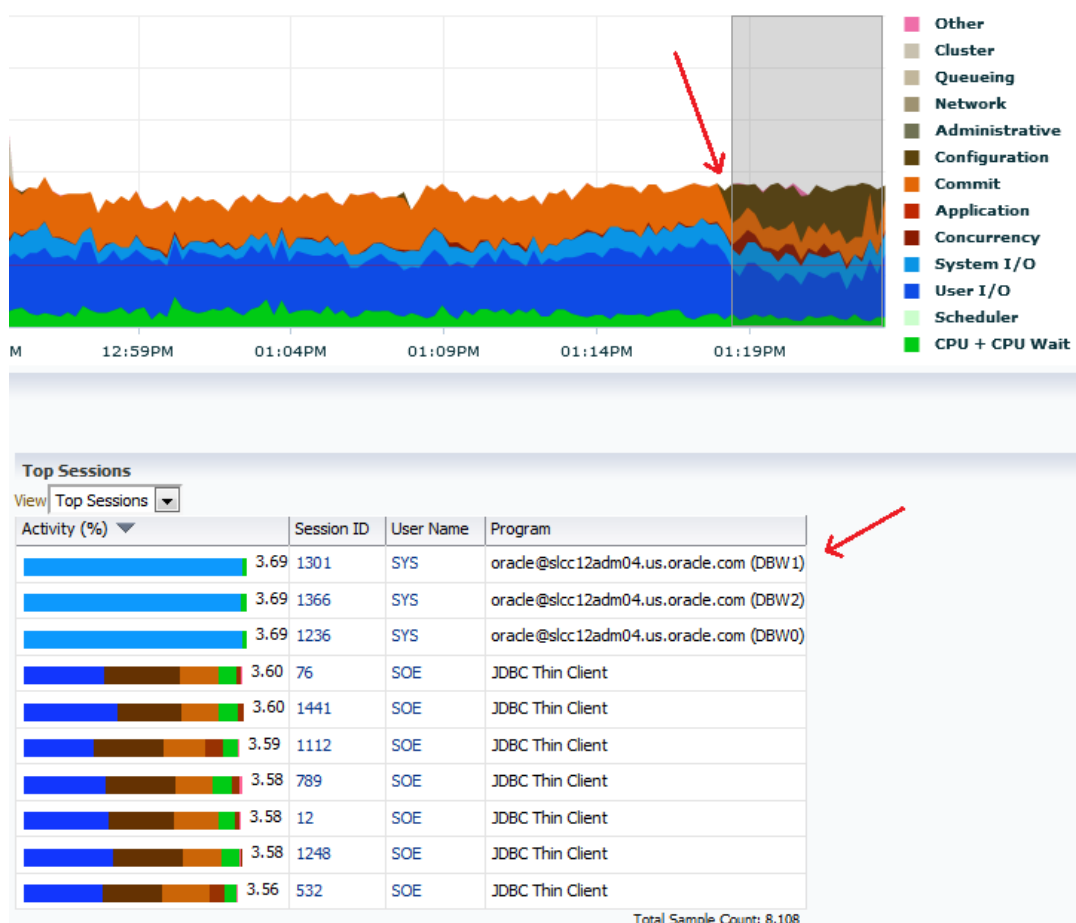 Other
Cluster
Queueing
Network
Administrative
Configuration
Commit
Application
Concurrency
System I/O
User I/O
Scheduler
CPU + CPU Wait
M 12:59PM 01:04PM 01:09PM 01:14PM 01:19PM
Top Sessions
View Top Sessions
Activity (%) Session ID User Name Program
3.69 1301 SYS oracle@slcc12adm04.us.oracle.com (DBW1)
3.69 1366 SYS oracle@slcc12adm04.us.oracle.com (DBW2)
3.69 1236 SYS oracle@slcc12adm04.us.oracle.com (DBW0)
3.60 76 SOE JDBC Thin Client
3.60 1441 SOE JDBC Thin Client
3.59 1112 SOE JDBC Thin Client
3.58 789 SOE JDBC Thin Client
3.58 12 SOE JDBC Thin Client
3.58 1248 SOE JDBC Thin Client
3.56 532 SOE JDBC Thin Client
Total Sample Count: 8,108